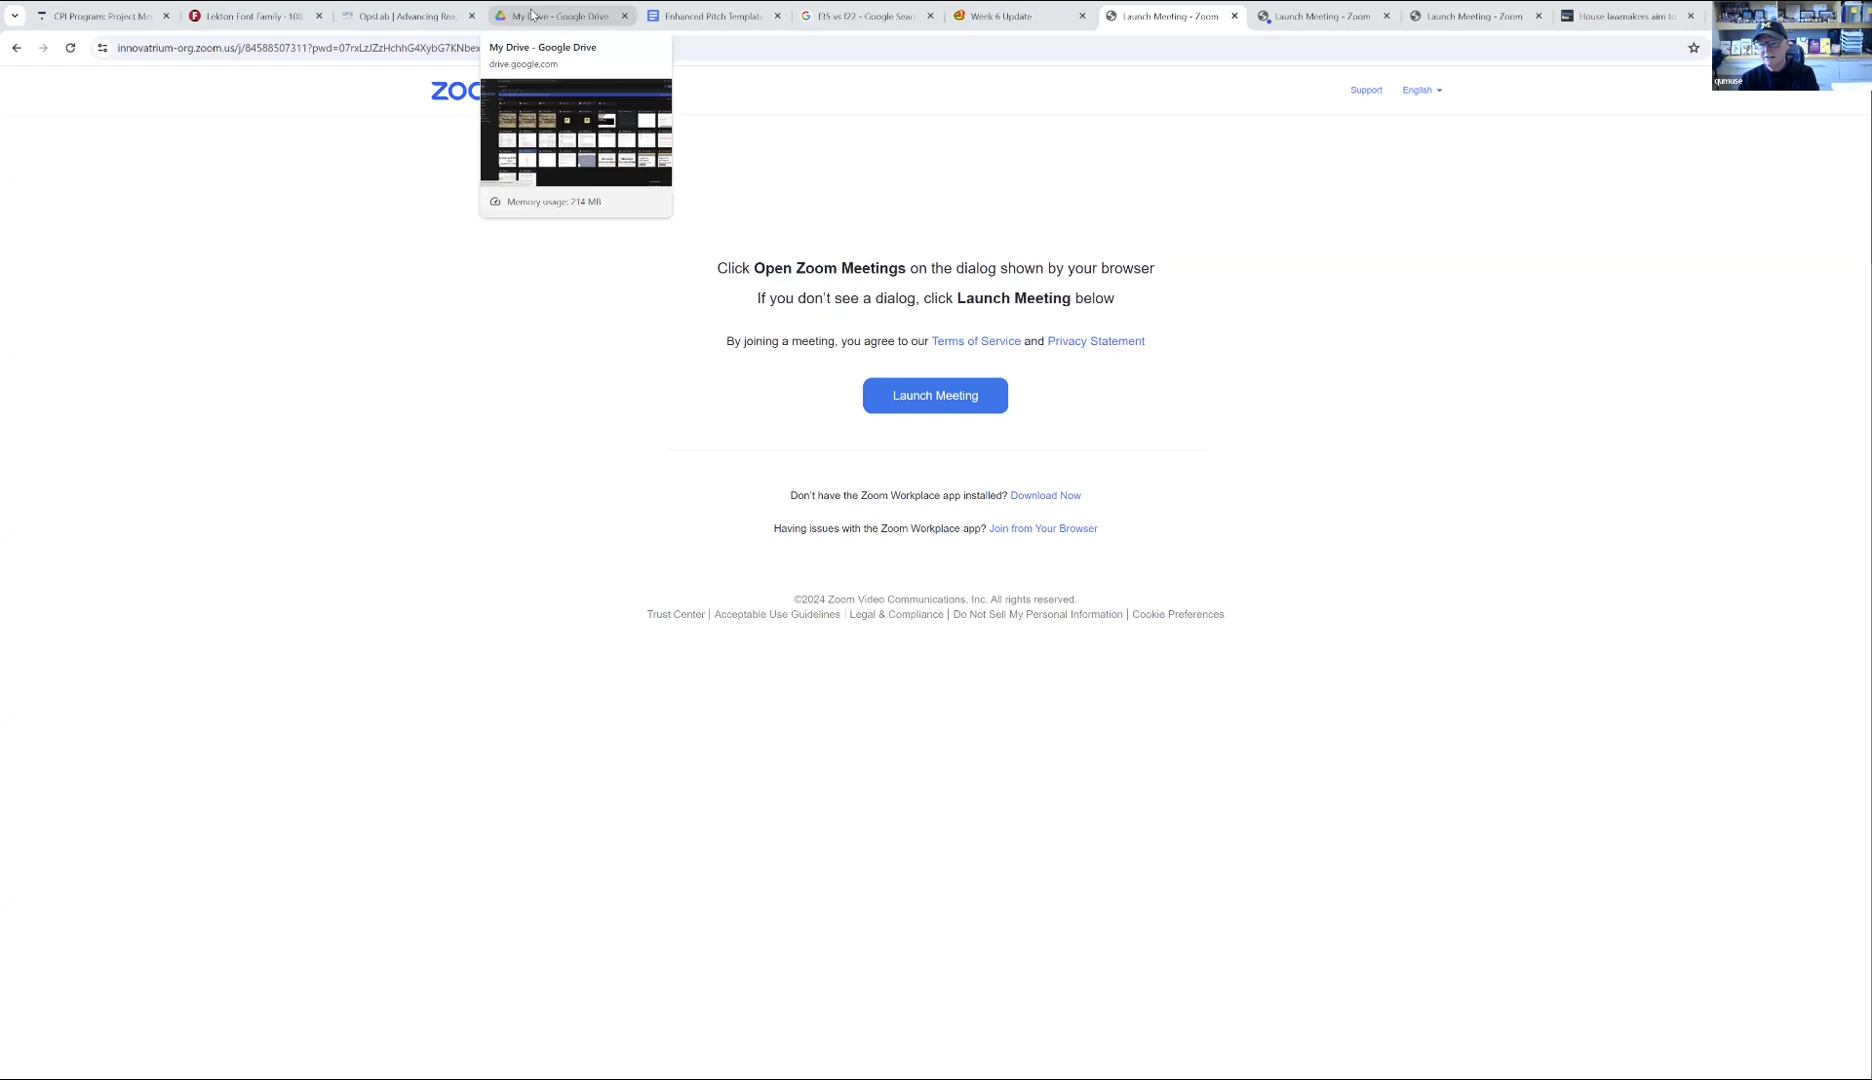 CPI Program: Project Me
Lekton Font Family - 100
OpsLab | Advancing Rea
My Drive - Google Drive
Enhanced Pitch Template
f35 vs f22 - Google Sear
Week 6 Update
Launch Meeting - Zoom
Launch Meeting - Zoom
Launch Meeting - Zoom
House lawmakers aim to
innovatrium-org.zoom.us/j/84588507311?pwd=07rxLzJZzHchhG4XybG7KNbex
qumuse
My Drive - Google Drive
drive.google.com
Memory usage: 214 MB
ZOO
Support
English
Click Open Zoom Meetings on the dialog shown by your browser
If you don't see a dialog, click Launch Meeting below
By joining a meeting, you agree to our Terms of Service and Privacy Statement
Launch Meeting
Don't have the Zoom Workplace app installed? Download Now
Having issues with the Zoom Workplace app? Join from Your Browser
©2024 Zoom Video Communications, Inc. All rights reserved.
Trust Center | Acceptable Use Guidelines | Legal & Compliance | Do Not Sell My Personal Information | Cookie Preferences